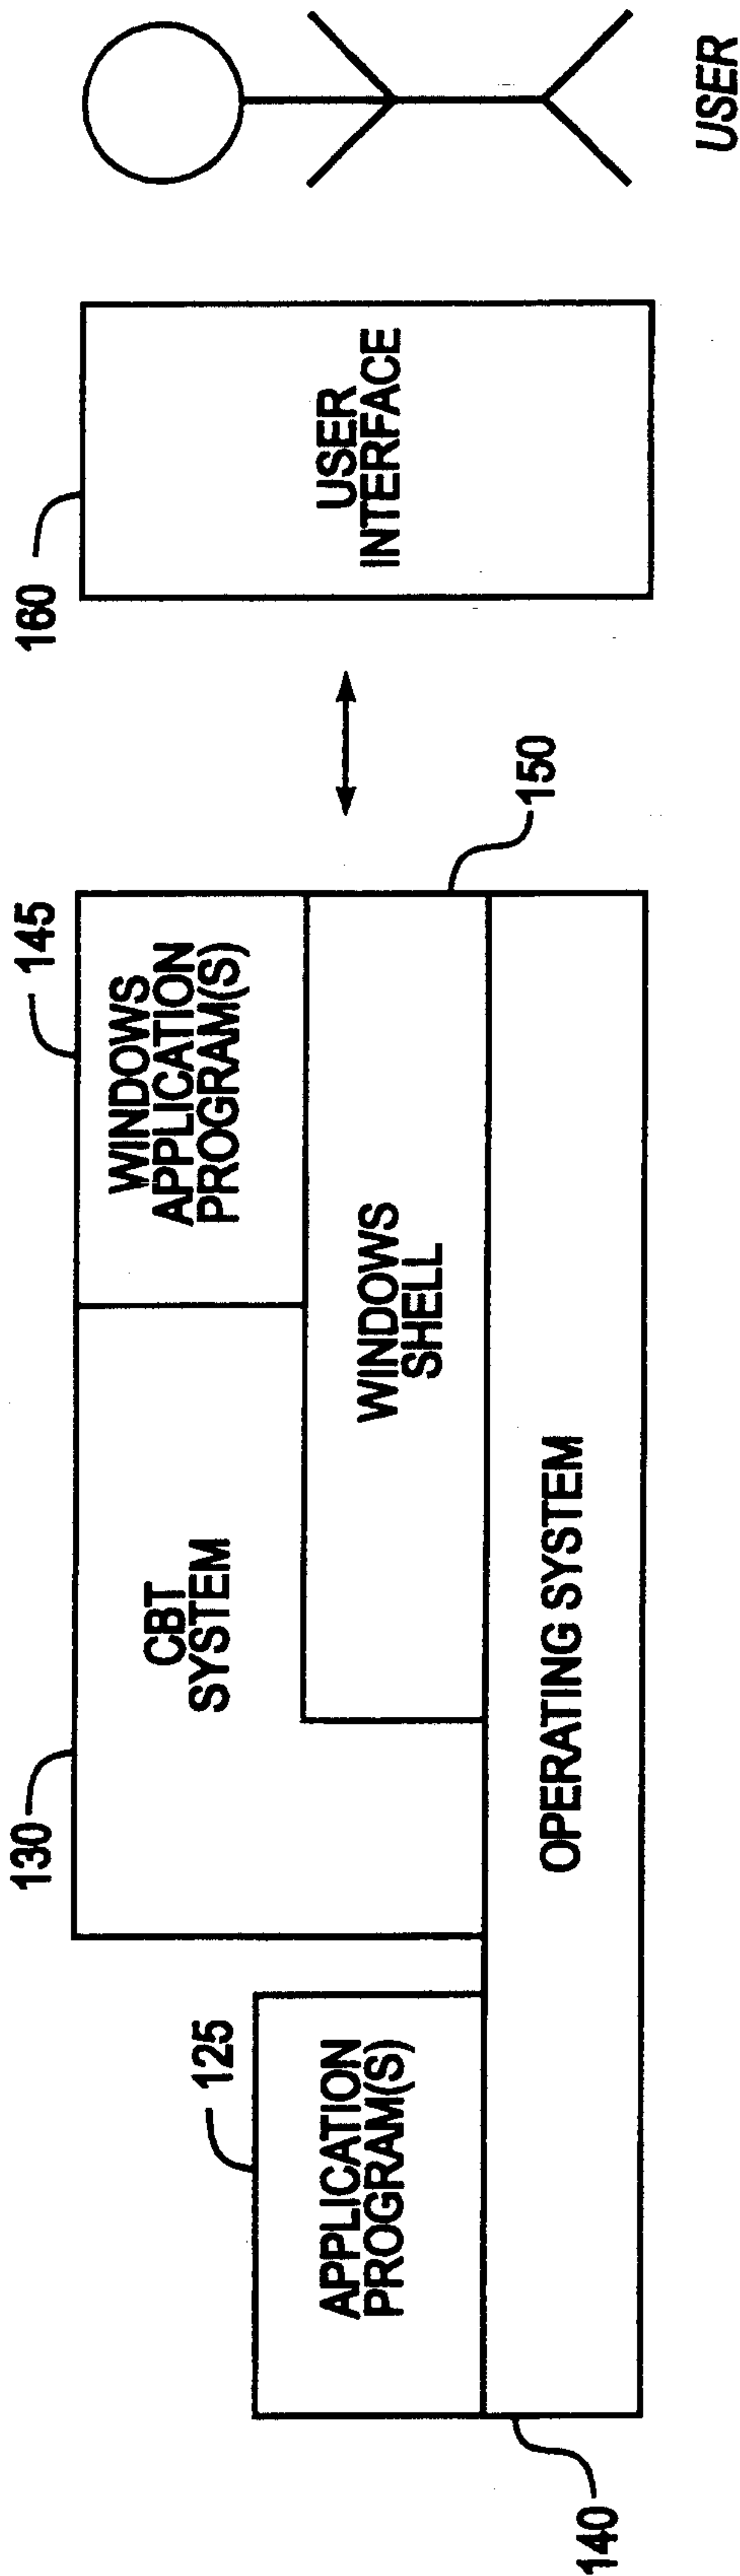 125
APPLICATION
PROGRAM(S)
130
CBT
SYSTEM
145
WINDOWS
APPLICATION
PROGRAM(S)
WINDOWS
SHELL
150
OPERATING SYSTEM
140
160
USER
INTERFACE
USER